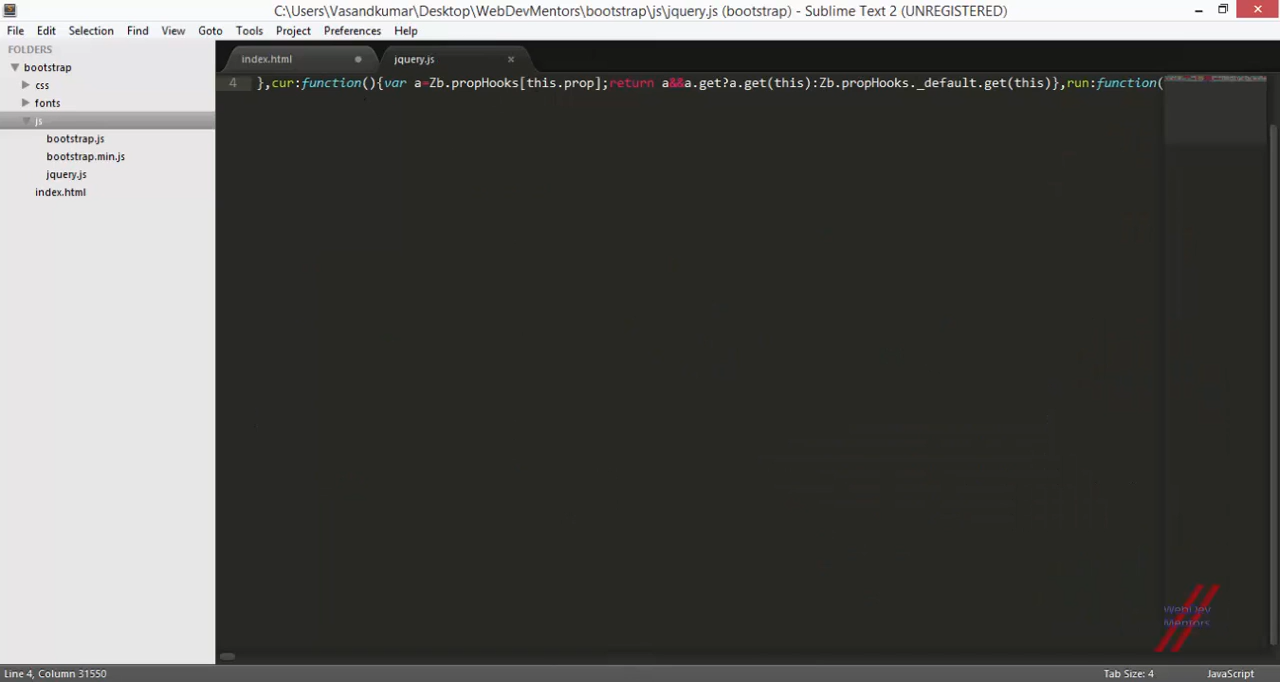 C:\Users\Vasandkumar\Desktop\WebDevMentors\bootstrap\js\jquery.js (bootstrap) - Sublime Text 2 (UNREGISTERED)
File Edit Selection Find View Goto Tools Project Preferences Help
FOLDERS
bootstrap
css
fonts
js
bootstrap.js
bootstrap.min.js
jquery.js
index.html
index.html jquery.js
4 },cur:function(){var a=Zb.propHooks[this.prop];return a&&a.get?a.get(this):Zb.propHooks._default.get(this)},run:function(
WebDev
Mentors
Line 4, Column 31550 Tab Size: 4 JavaScript